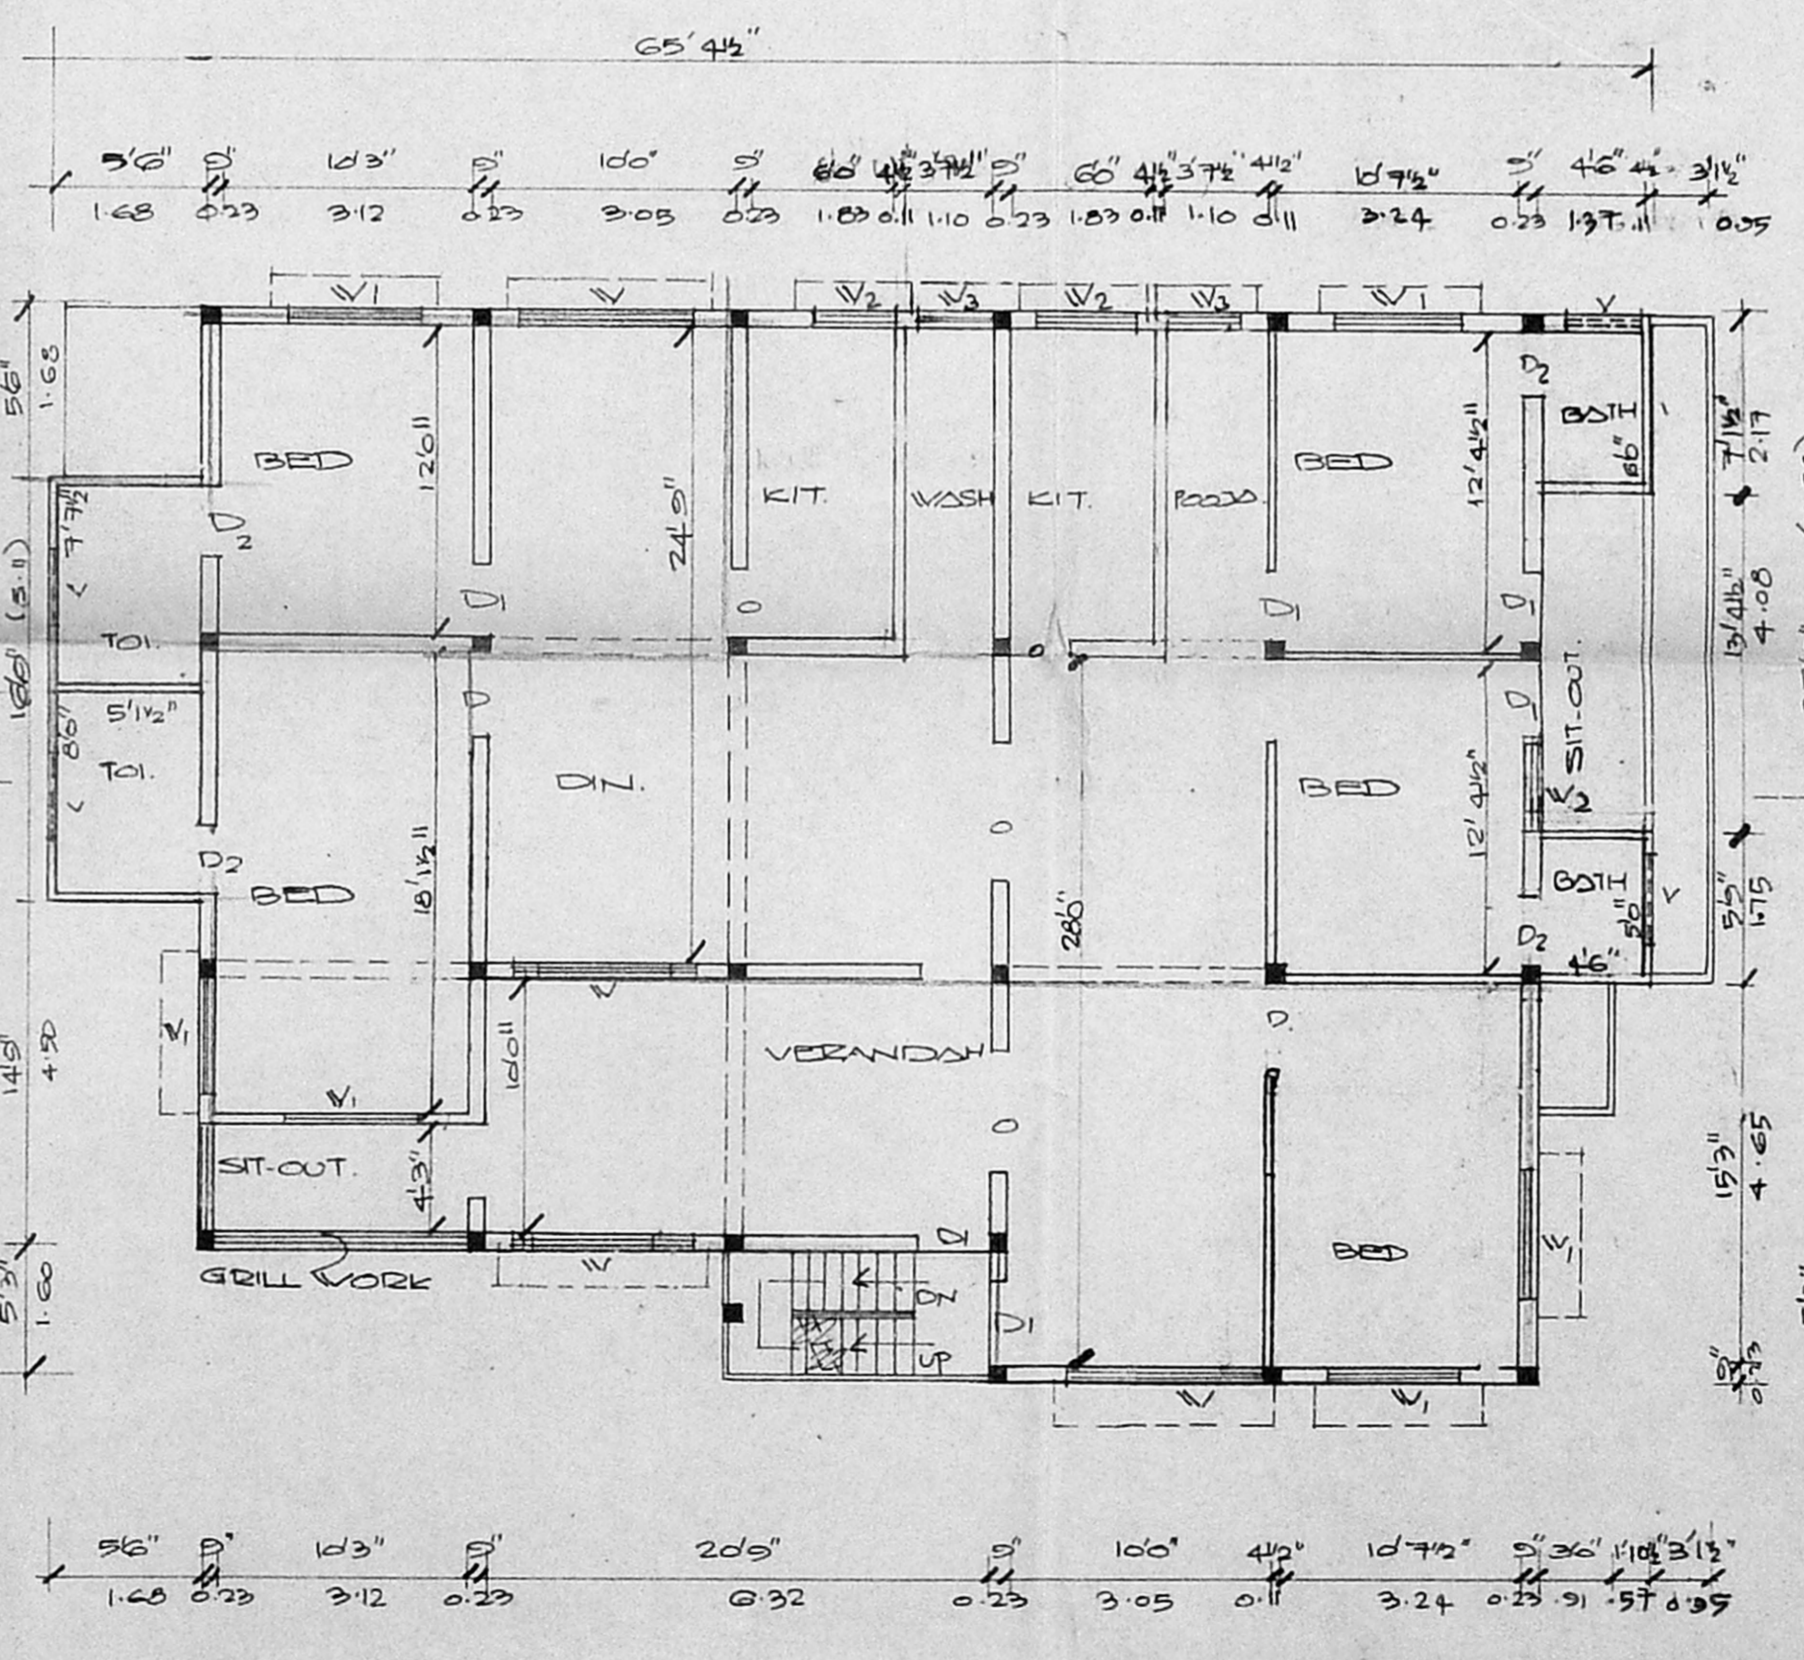 65' 4½"
5'6" 9" 10'3" 9" 10'0" 9" 6'0" 4½" 3'7½" 9" 6'0" 4½" 3'7½" 4½" 10'7½" 9" 4'6" 4½" 3'1½"
1.68 0.23 3.12 0.23 3.05 0.23 1.83 0.11 1.10 0.23 1.83 0.11 1.10 0.11 3.24 0.23 1.37 .11 0.95
W1 W W2 W3 W2 W3 W1 V
5'6" 1.68
D2
BATH
7'1½" 2.17
BED 12'0" 24'9" KIT. WASH KIT. POOJA BED 12'4½" 6'6"
7'7½" D2
V
D1 D D1 D1
13'4½" 4.08
TOI. O
SIT-OUT.
5'1½" D D
8'6"
TOI. DIN. BED 12'4½"
V W2
D2 O
BED 18'1½" 28'0" BATH V
5'0" 5'9" 1.75
D2
4'6"
W
14'9" 4.50 W1 10'0" VERANDAH D.
W1
SIT-OUT. 4'3" O 15'3" 4.65
D BED W1
GRILL WORK W
5'3" 1.60 DN
D1
UP
9" 0.23
W W1
5'6" 9" 10'3" 9" 20'9" 9" 10'0" 4½" 10'7½" 9" 3'6" 1'10½" 3'1½"
1.68 0.23 3.12 0.23 6.32 0.23 3.05 0.11 3.24 0.23 .91 .57 0.95